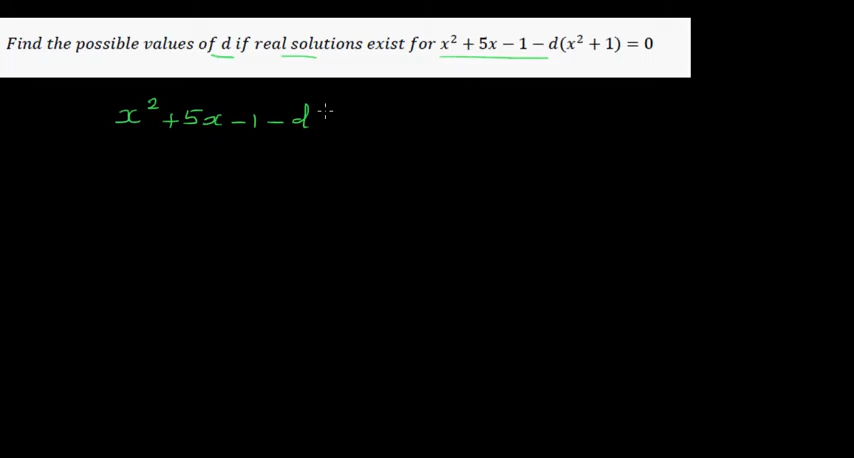 Find the possible values of d if real solutions exist for x² + 5x − 1 − d(x² + 1) = 0
x² + 5x − 1 − d